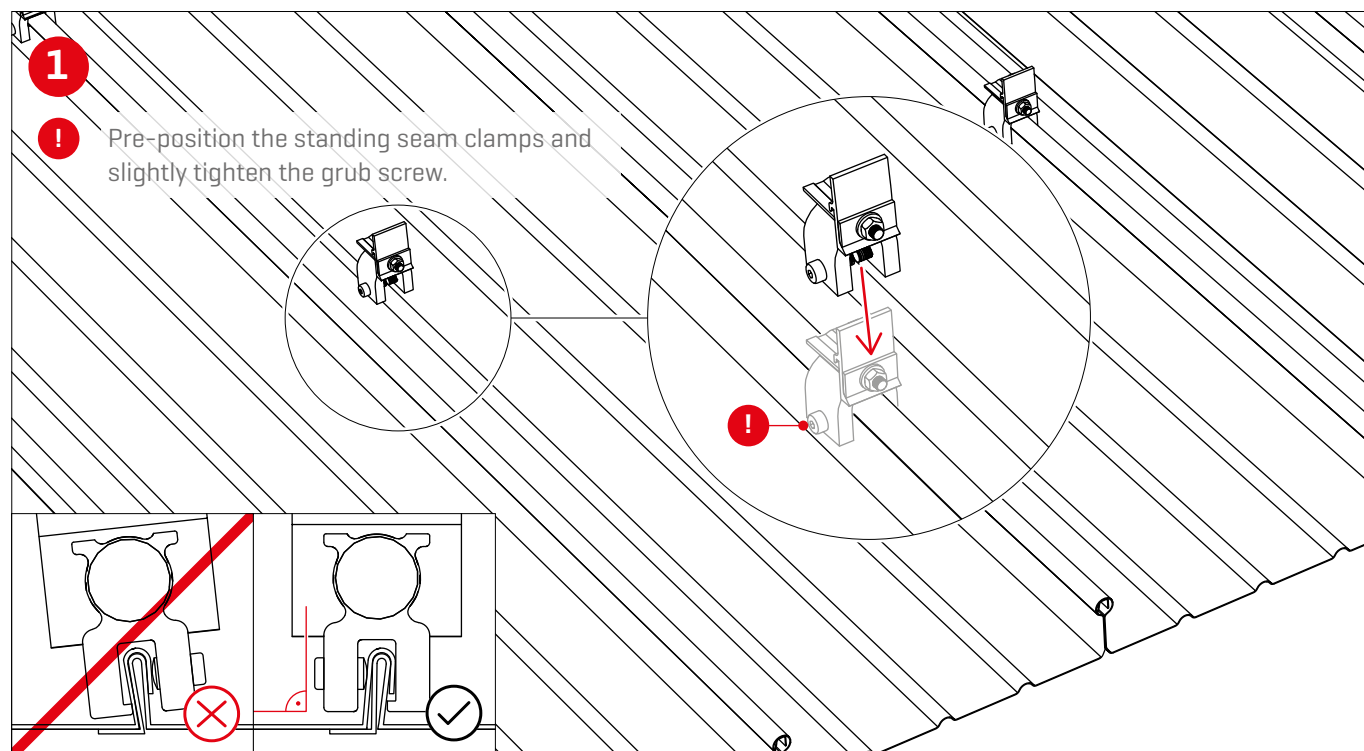 1
! Pre-position the standing seam clamps and
slightly tighten the grub screw.
!